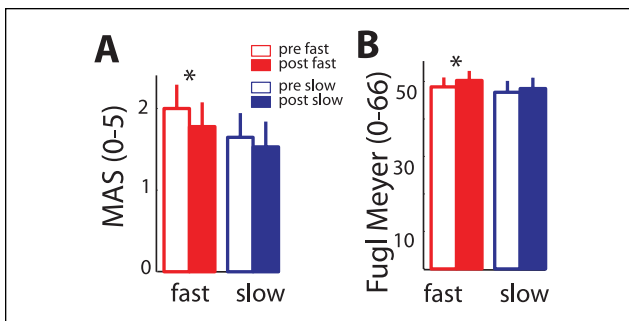 A
pre fast
post fast
pre slow
post slow
*
MAS (0-5)
2
1
0
fast slow
B
*
Fugl Meyer (0-66)
50
30
10
fast slow